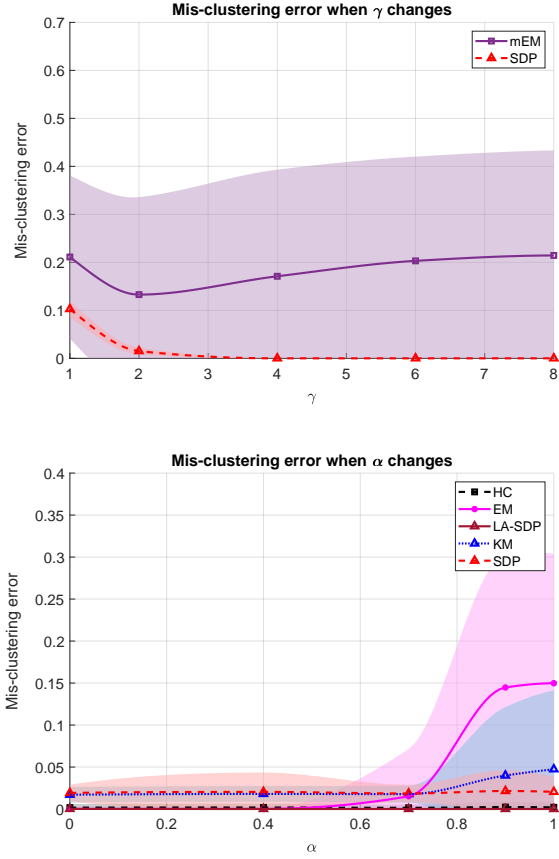 Mis-clustering error when γ changes
0.7
0.6
0.5
0.4
0.3
0.2
0.1
0
Mis-clustering error
mEM
SDP
1 2 3 4 5 6 7 8
γ
Mis-clustering error when α changes
0.4
0.35
0.3
0.25
0.2
0.15
0.1
0.05
0
Mis-clustering error
HC
EM
LA-SDP
KM
SDP
0 0.2 0.4 0.6 0.8 1
α